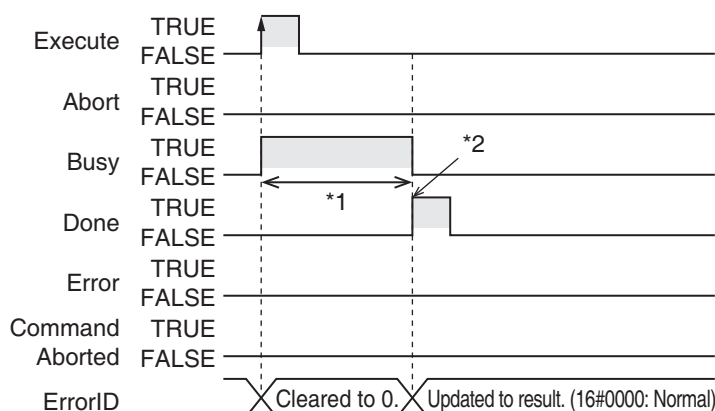 Execute TRUE
FALSE
Abort TRUE
FALSE
*2
Busy TRUE
FALSE
*1
Done TRUE
FALSE
Error TRUE
FALSE
Command TRUE
Aborted FALSE
ErrorID Cleared to 0. Updated to result. (16#0000: Normal)